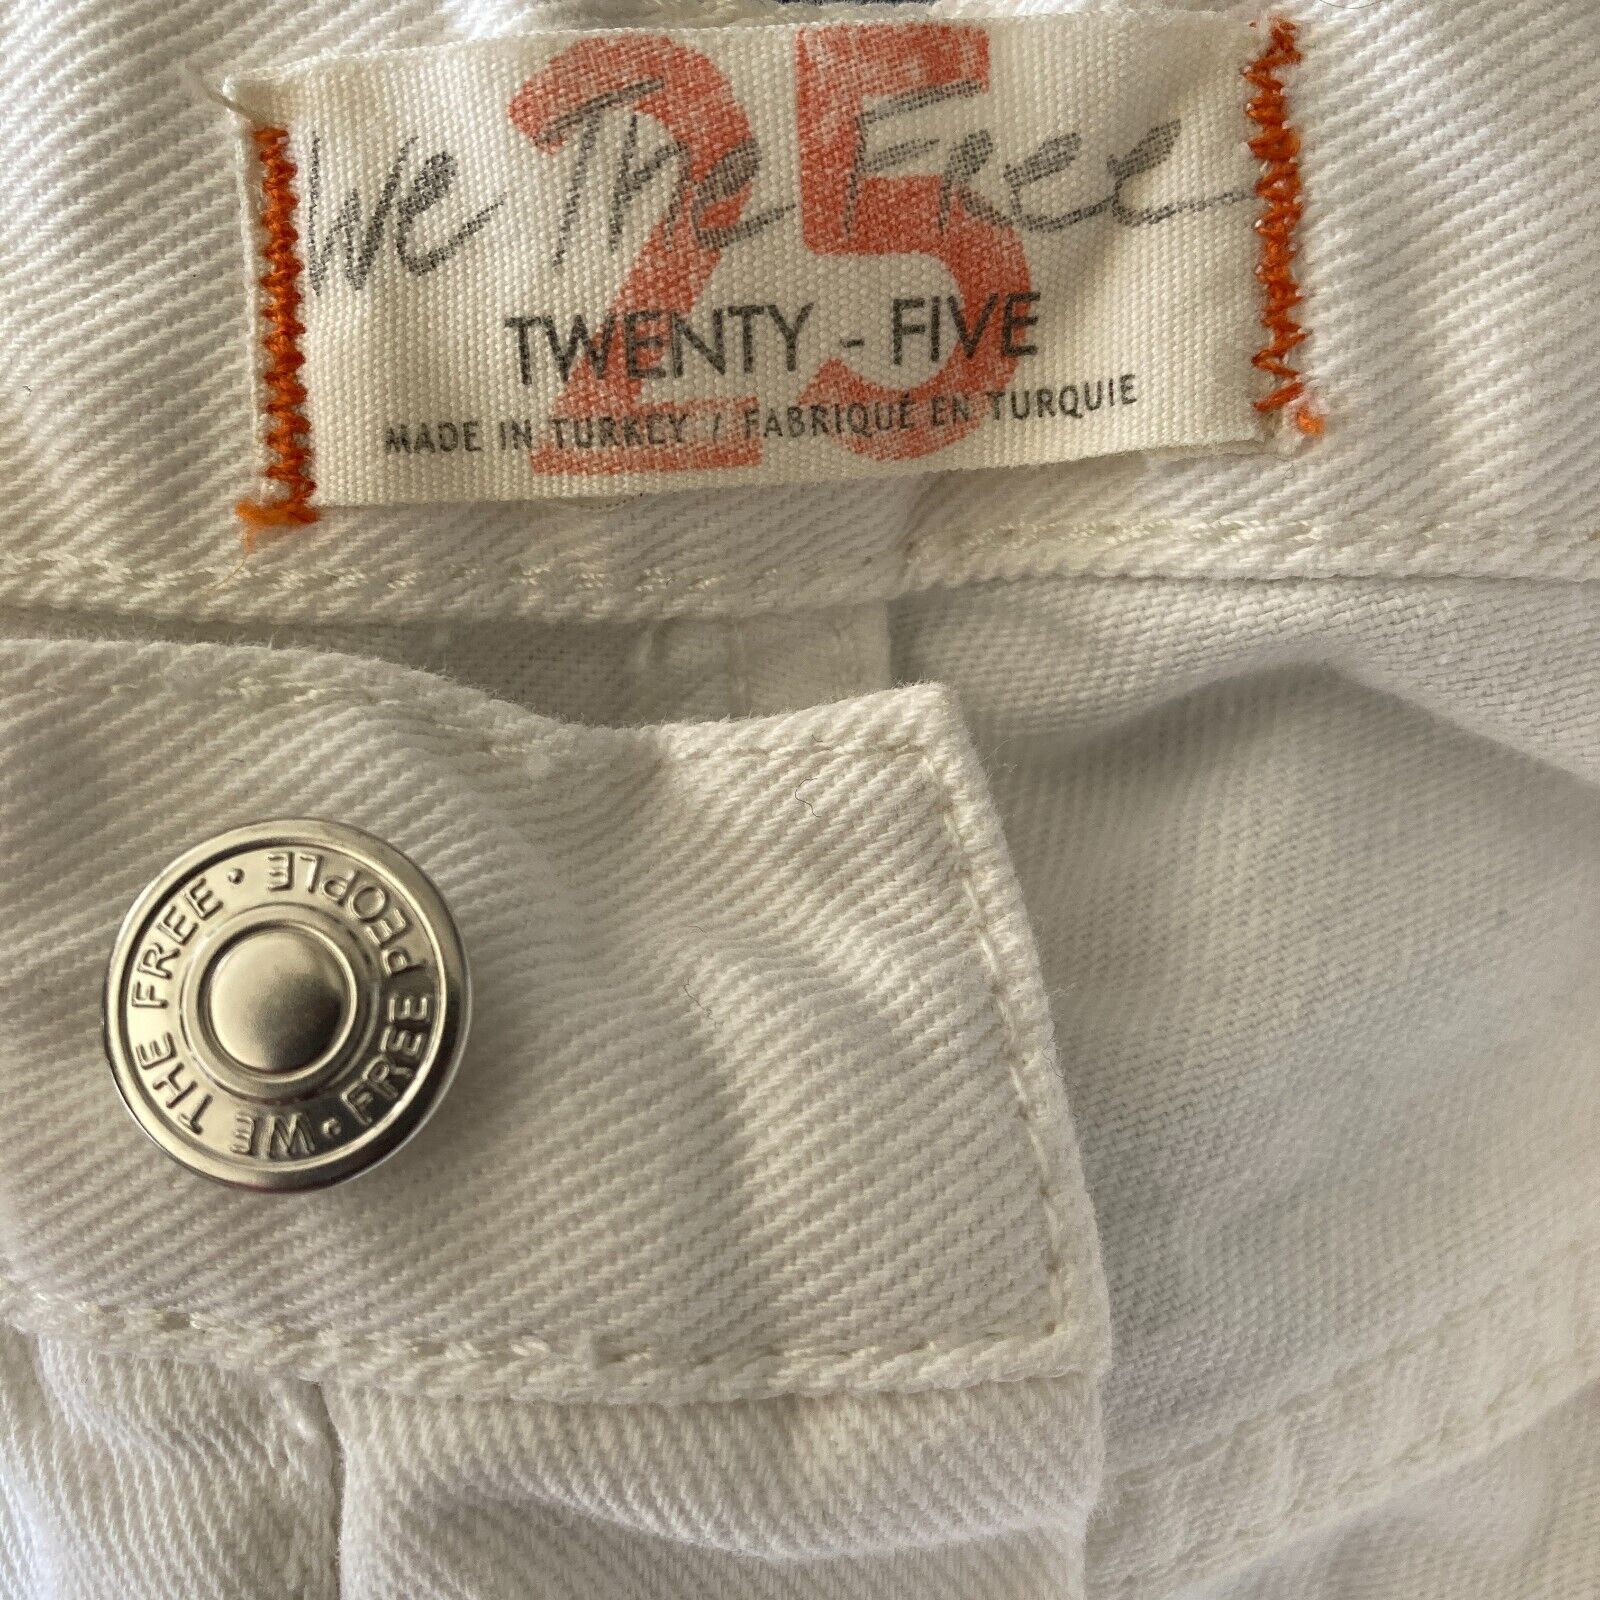 25
We The Free
TWENTY - FIVE
MADE IN TURKEY / FABRIQUÉ EN TURQUIE
WE THE FREE · FREE PEOPLE ·